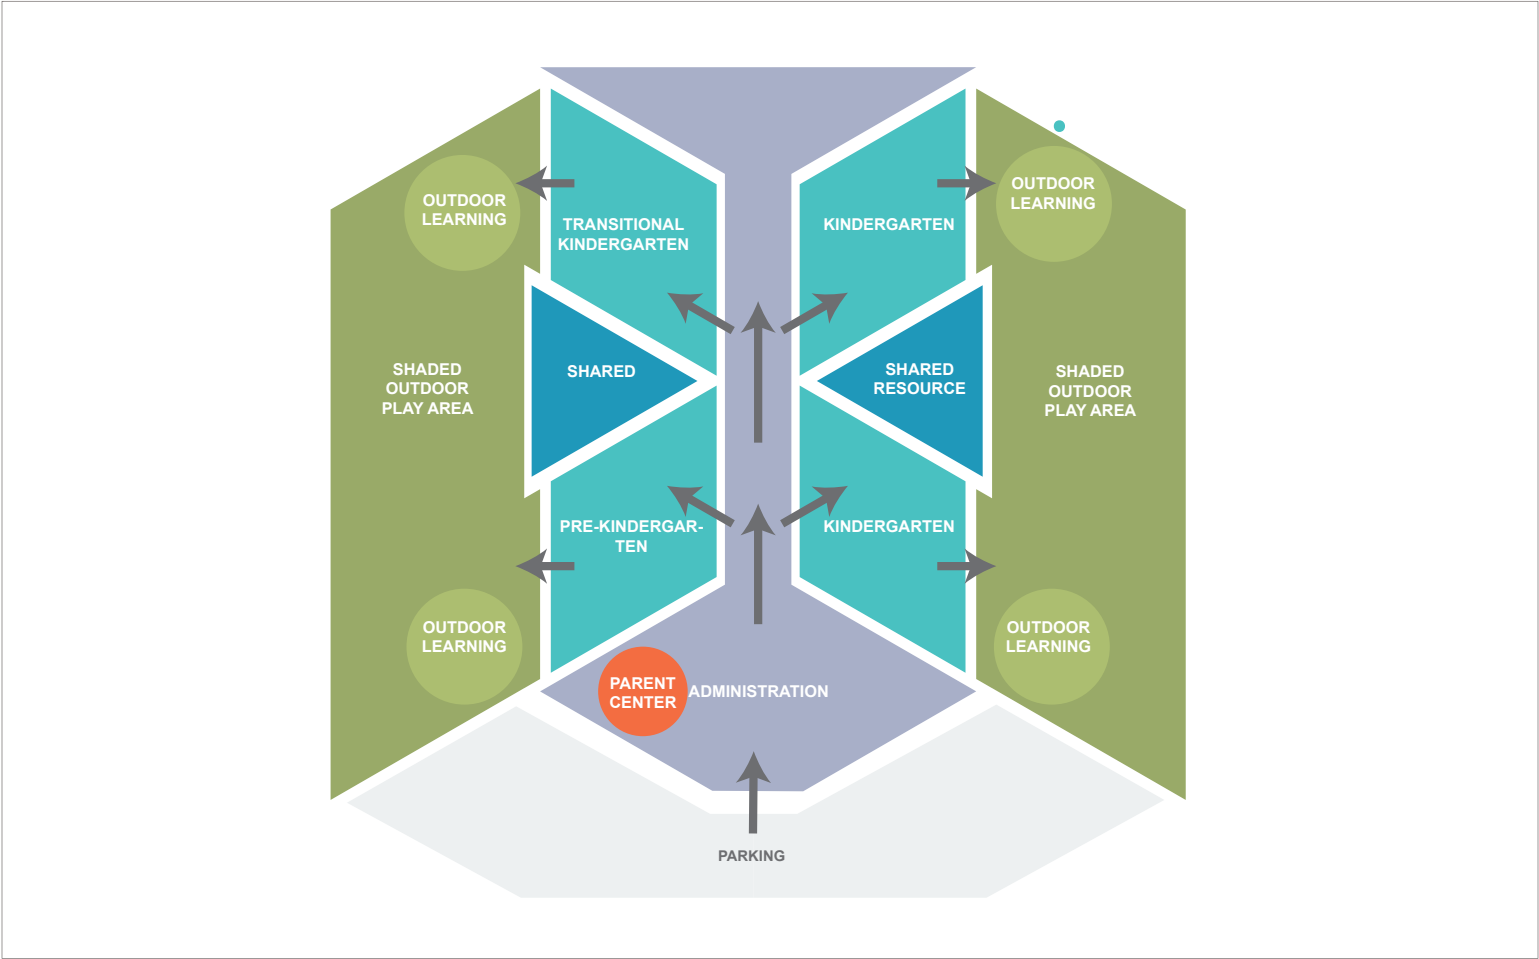 OUTDOOR
LEARNING
TRANSITIONAL
KINDERGARTEN
KINDERGARTEN
OUTDOOR
LEARNING
SHADED
OUTDOOR
PLAY AREA
SHARED
SHARED
RESOURCE
SHADED
OUTDOOR
PLAY AREA
PRE-KINDERGAR-
TEN
KINDERGARTEN
OUTDOOR
LEARNING
OUTDOOR
LEARNING
PARENT
CENTER
ADMINISTRATION
PARKING